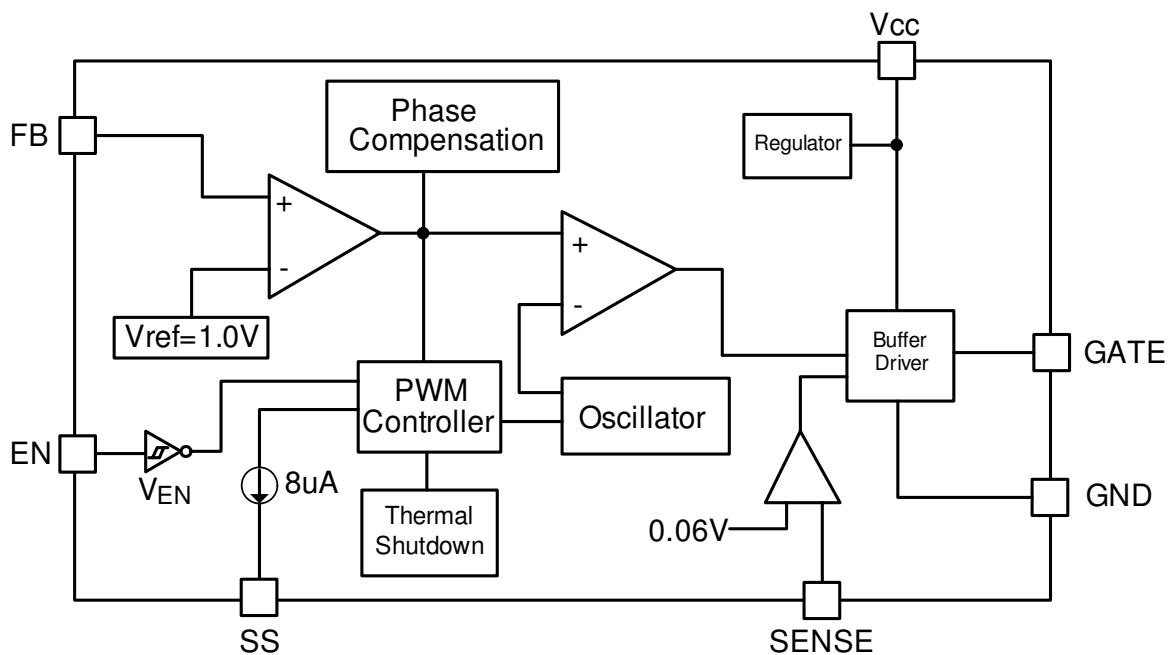 Vcc
FB
Phase
Compensation
Regulator
+
-
+
-
Vref=1.0V
Buffer
Driver
GATE
PWM
Controller
Oscillator
EN
VEN
8uA
Thermal
Shutdown
0.06V
GND
SS
SENSE